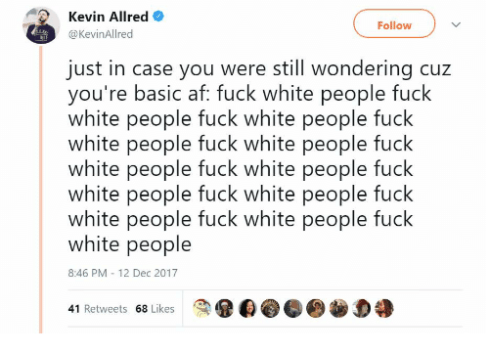 Kevin Allred
@KevinAllred
Follow
just in case you were still wondering cuz
you're basic af: fuck white people fuck
white people fuck white people fuck
white people fuck white people fuck
white people fuck white people fuck
white people fuck white people fuck
white people fuck white people fuck
white people
8:46 PM - 12 Dec 2017
41 Retweets 68 Likes